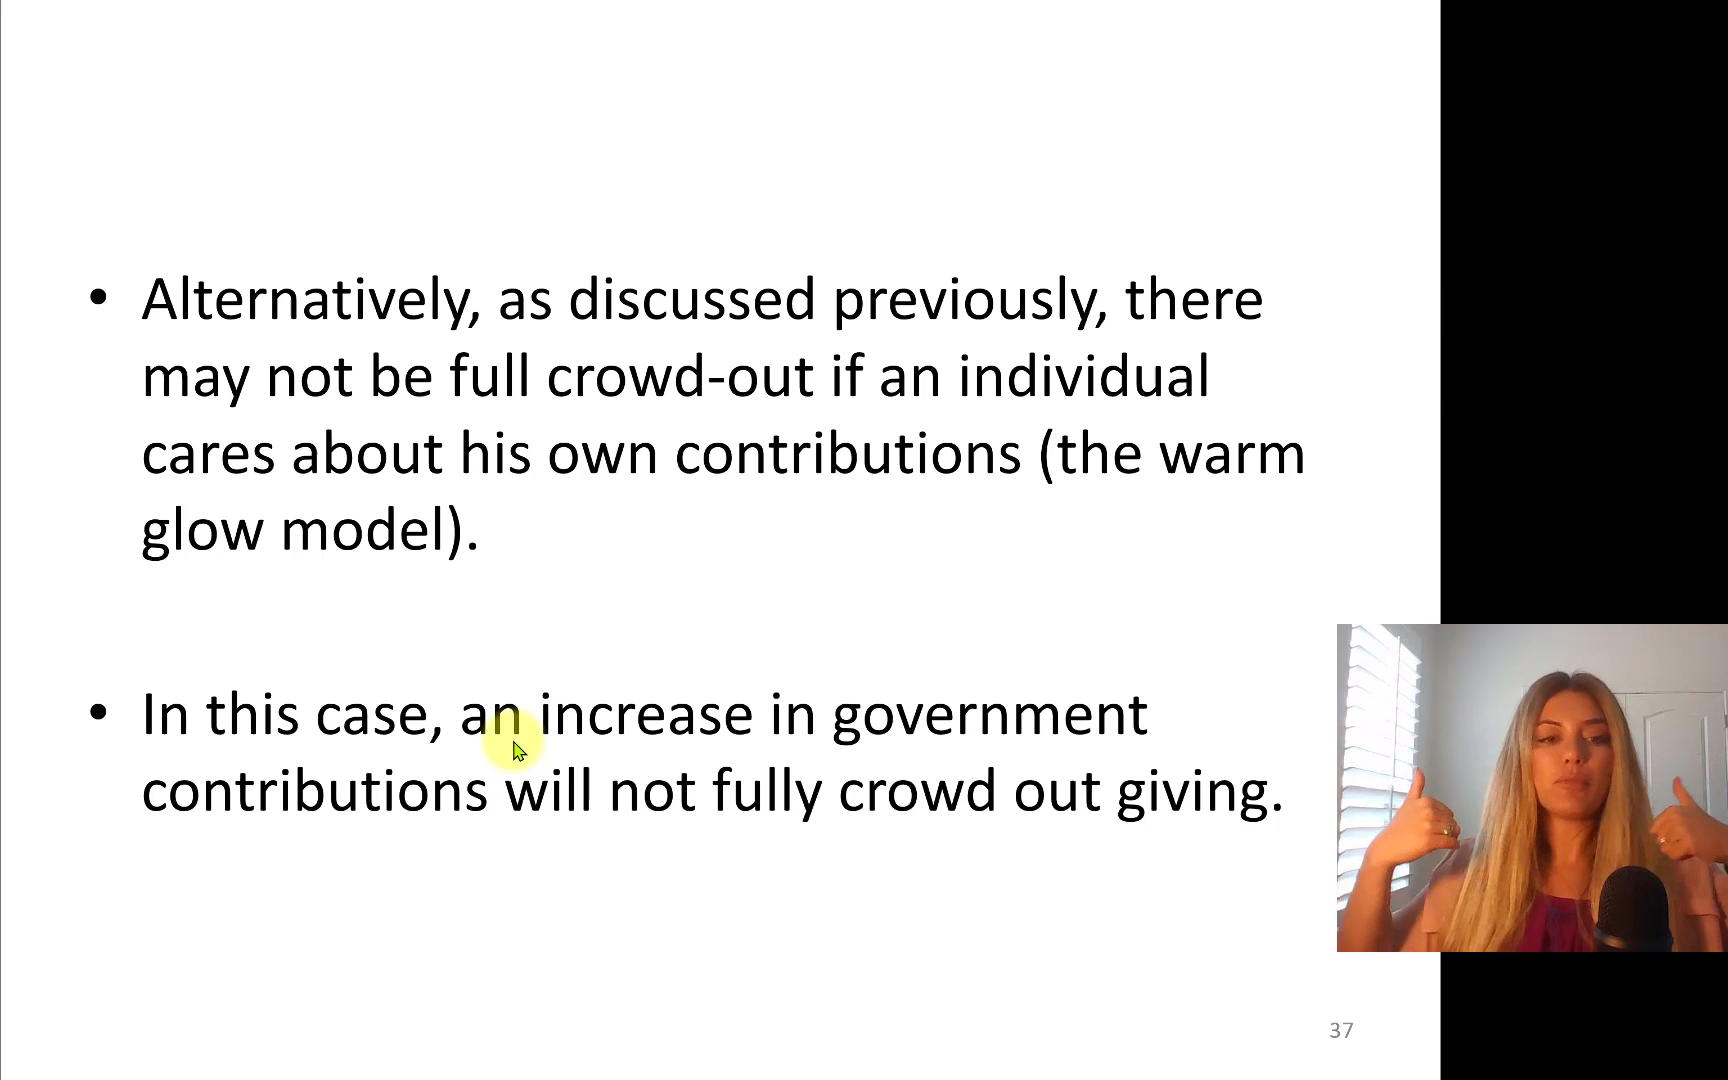 • Alternatively, as discussed previously, there
may not be full crowd-out if an individual
cares about his own contributions (the warm
glow model).
• In this case, an increase in government
contributions will not fully crowd out giving.
37